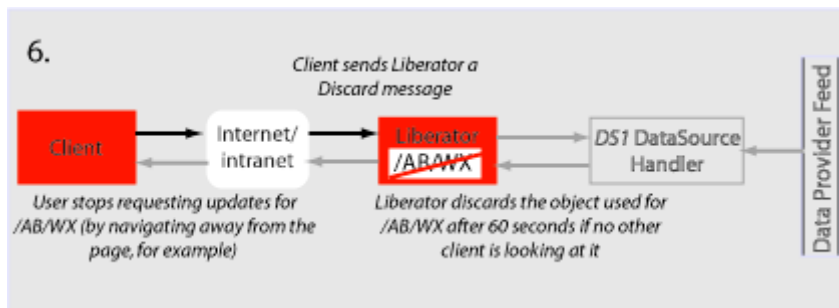 6.
Client sends Liberator a
Discard message
Client
Internet/
intranet
Liberator
/AB/WX
DS1 DataSource
Handler
Data Provider Feed
User stops requesting updates for
/AB/WX (by navigating away from the
page, for example)
Liberator discards the object used for
/AB/WX after 60 seconds if no other
client is looking at it